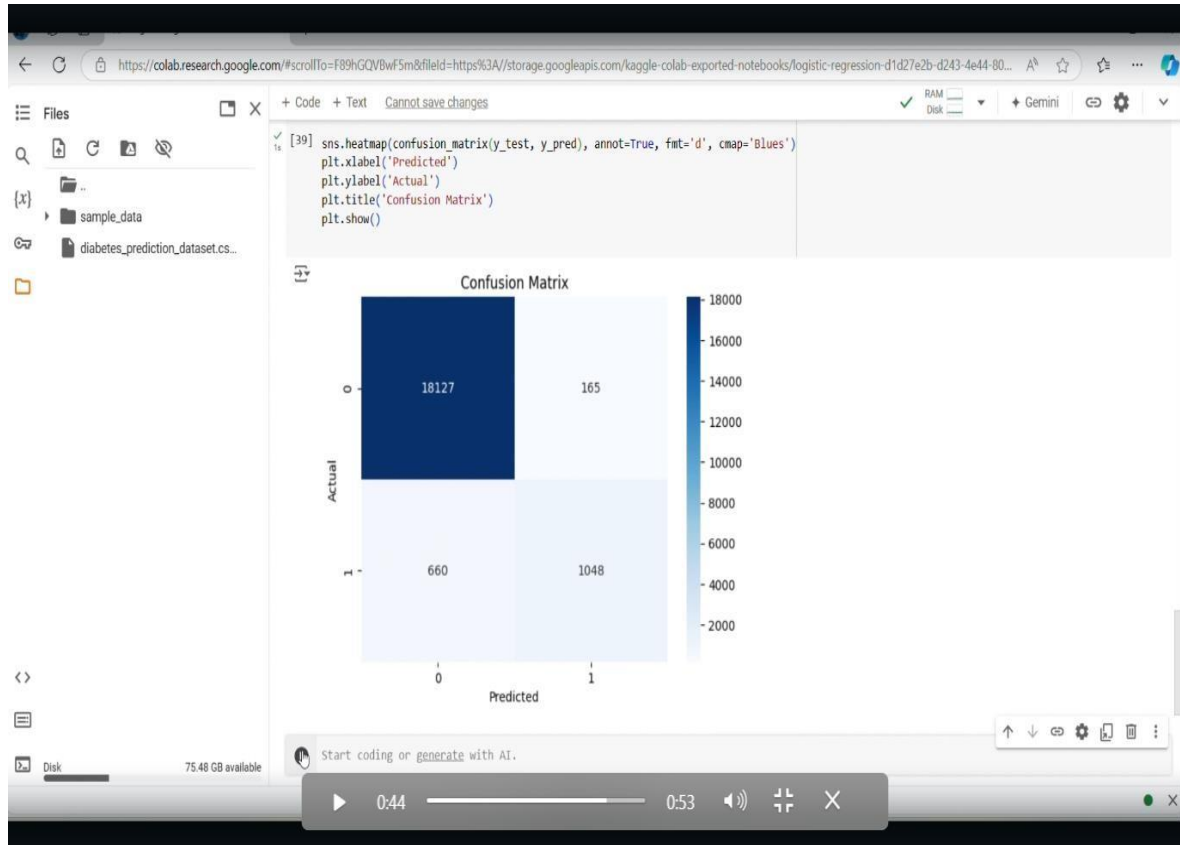 https://colab.research.google.com/#scrollTo=F89hGQVBwF5m&fileId=https%3A//storage.googleapis.com/kaggle-colab-exported-notebooks/logistic-regression-d1d27e2b-d243-4e44-80...
Files
+ Code + Text Cannot save changes
RAM
Disk
Gemini
..
sample_data
diabetes_prediction_dataset.cs...
{x}
[39] sns.heatmap(confusion_matrix(y_test, y_pred), annot=True, fmt='d', cmap='Blues')
1s
plt.xlabel('Predicted')
plt.ylabel('Actual')
plt.title('Confusion Matrix')
plt.show()
Confusion Matrix
18000
16000
14000
12000
10000
8000
6000
4000
2000
0
18127 165
Actual
1
660 1048
0 1
Predicted
Start coding or generate with AI.
Disk 75.48 GB available
0:44 0:53